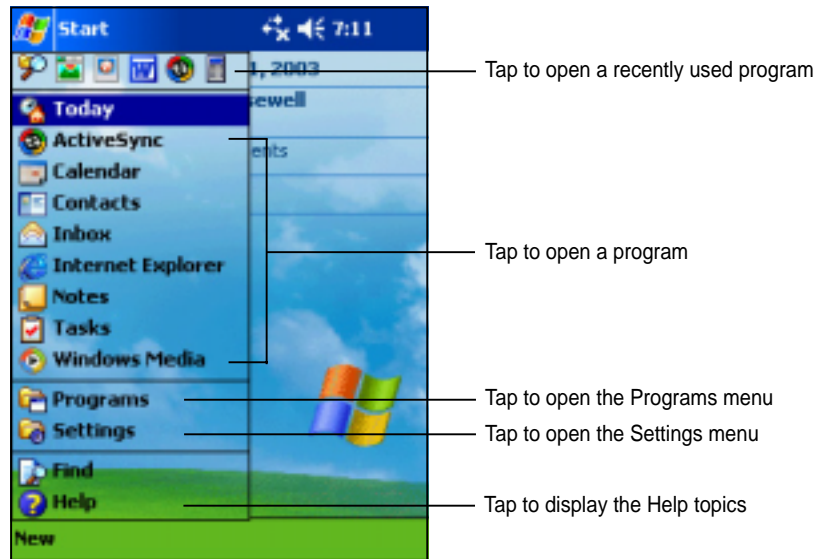 Start 7:11
1, 2003
Tap to open a recently used program
sewell
Today
ActiveSync
ents
Calendar
Contacts
Inbox
Internet Explorer
Tap to open a program
Notes
Tasks
Windows Media
Programs
Tap to open the Programs menu
Settings
Tap to open the Settings menu
Find
Help
Tap to display the Help topics
New